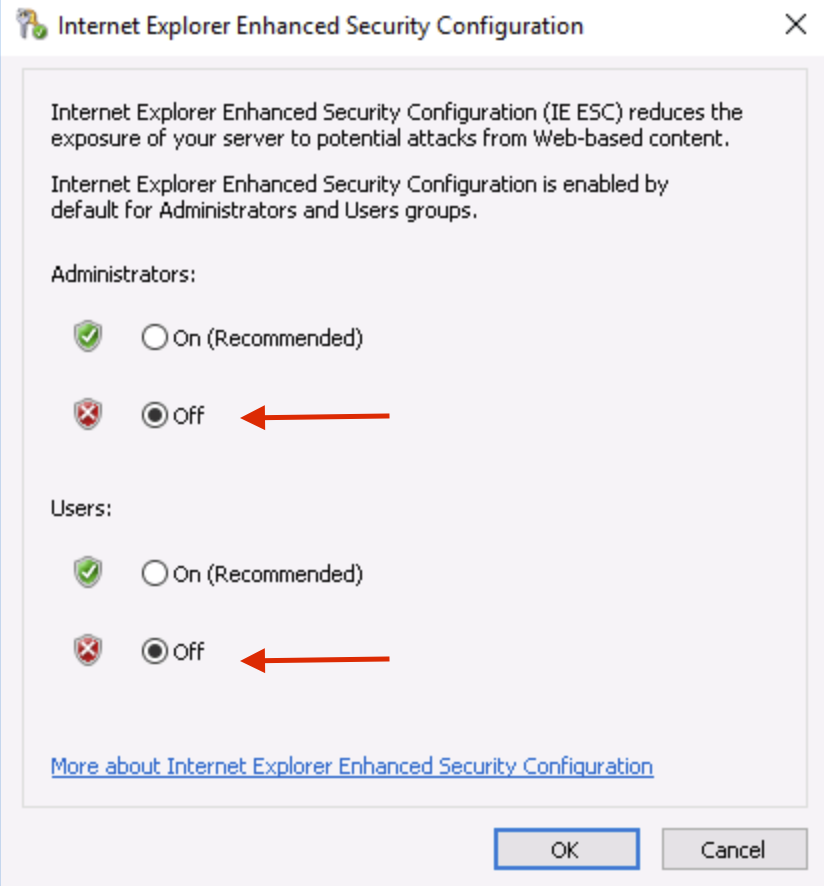 Internet Explorer Enhanced Security Configuration
Internet Explorer Enhanced Security Configuration (IE ESC) reduces the
exposure of your server to potential attacks from Web-based content.
Internet Explorer Enhanced Security Configuration is enabled by
default for Administrators and Users groups.
Administrators:
On (Recommended)
Off
Users:
On (Recommended)
Off
More about Internet Explorer Enhanced Security Configuration
OK Cancel